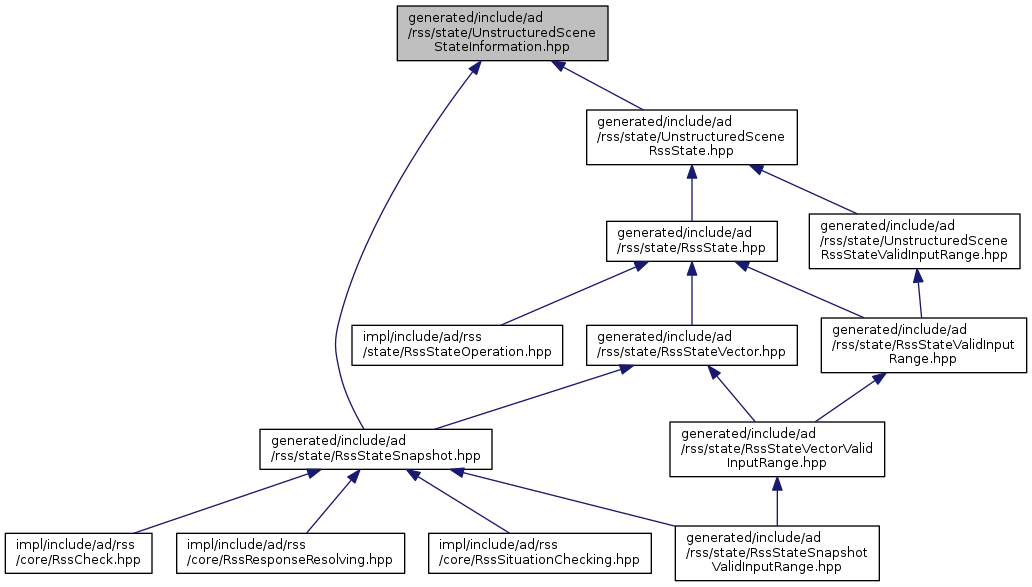 generated/include/ad
/rss/state/UnstructuredScene
StateInformation.hpp
generated/include/ad
/rss/state/UnstructuredScene
RssState.hpp
generated/include/ad
/rss/state/RssState.hpp
generated/include/ad
/rss/state/UnstructuredScene
RssStateValidInputRange.hpp
impl/include/ad/rss
/state/RssStateOperation.hpp
generated/include/ad
/rss/state/RssStateVector.hpp
generated/include/ad
/rss/state/RssStateValidInput
Range.hpp
generated/include/ad
/rss/state/RssStateSnapshot.hpp
generated/include/ad
/rss/state/RssStateVectorValid
InputRange.hpp
impl/include/ad/rss
/core/RssCheck.hpp
impl/include/ad/rss
/core/RssResponseResolving.hpp
impl/include/ad/rss
/core/RssSituationChecking.hpp
generated/include/ad
/rss/state/RssStateSnapshot
ValidInputRange.hpp